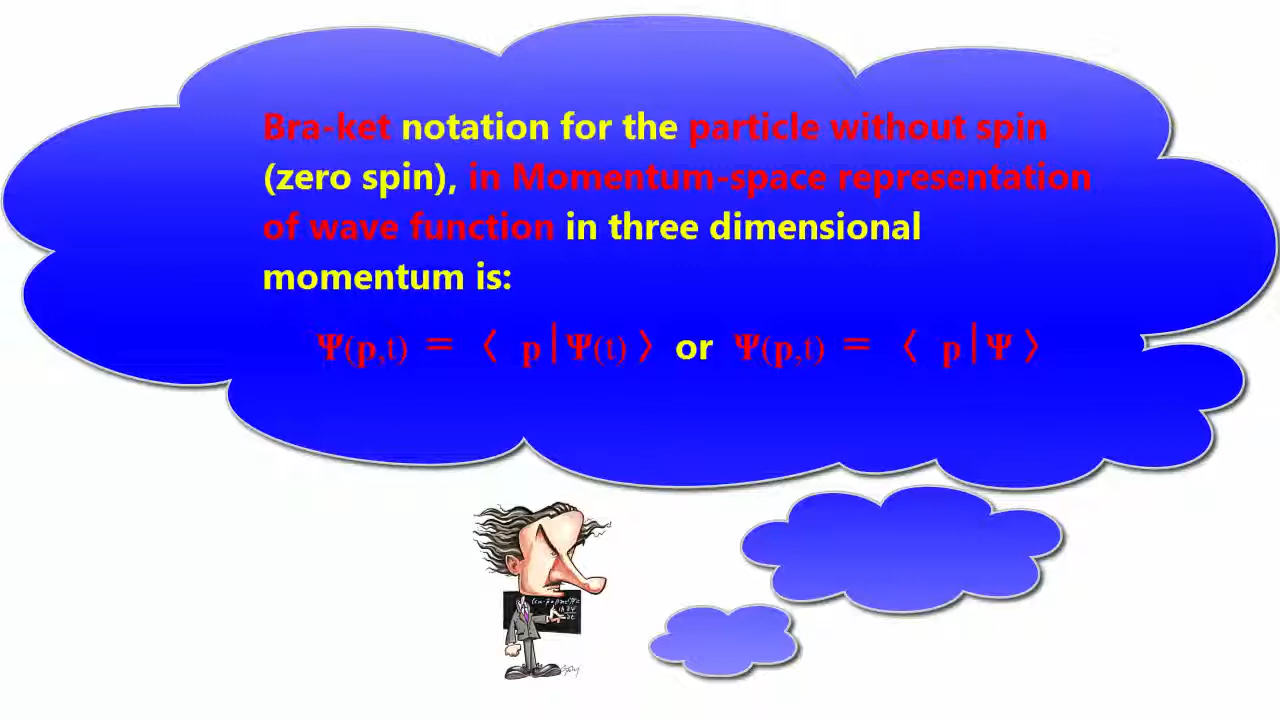 Bra-ket notation for the particle without spin
(zero spin), in Momentum-space representation
of wave function in three dimensional
momentum is:
Ψ(p,t) = 〈 p|Ψ(t) 〉 or Ψ(p,t) = 〈 p|Ψ 〉